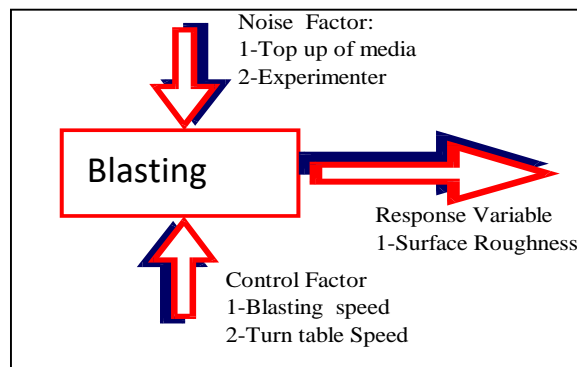 Noise Factor:
1-Top up of media
2-Experimenter
Blasting
Response Variable
1-Surface Roughness
Control Factor
1-Blasting speed
2-Turn table Speed